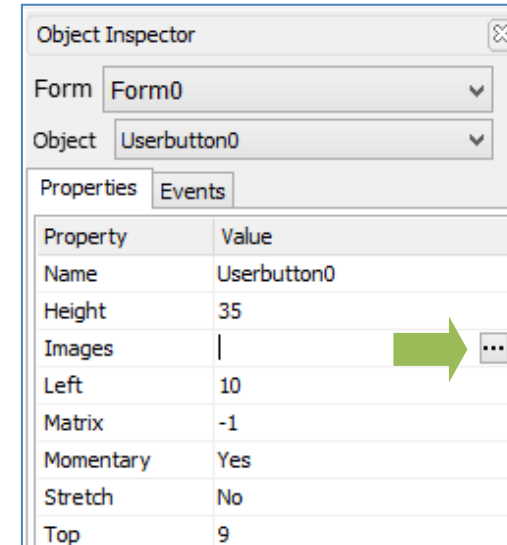 Object Inspector
Form Form0
Object Userbutton0
Properties Events
Property Value
Name Userbutton0
Height 35
Images
Left 10
Matrix -1
Momentary Yes
Stretch No
Top 9